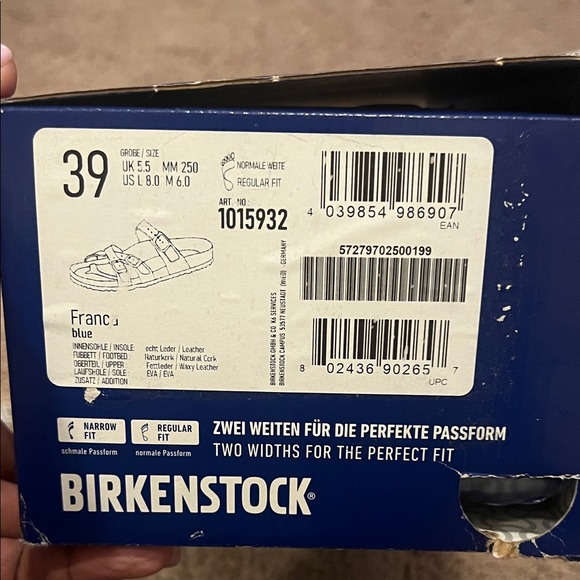 39
GRÖßE / SIZE
UK 5.5 MM 250
US L 8.0 M 6.0
NORMALE WEITE
REGULAR FIT
ART. NO.
1015932
4 039854 986907
EAN
57279702500199
8 02436 90265 7
UPC
BIRKENSTOCK GMBH & CO. KG SERVICES
BIRKENSTOCK CAMPUS 53577 NEUSTADT (WIED) - GERMANY
Franca
blue
INNENSOHLE / INSOLE echt Leder / Leather
FUßBETT / FOOTBED Naturkork / Natural Cork
OBERTEIL / UPPER Fettleder / Waxy Leather
LAUFSOHLE / SOLE EVA / EVA
ZUSATZ / ADDITION
NARROW FIT
schmale Passform
REGULAR FIT
normale Passform
ZWEI WEITEN FÜR DIE PERFEKTE PASSFORM
TWO WIDTHS FOR THE PERFECT FIT
BIRKENSTOCK®